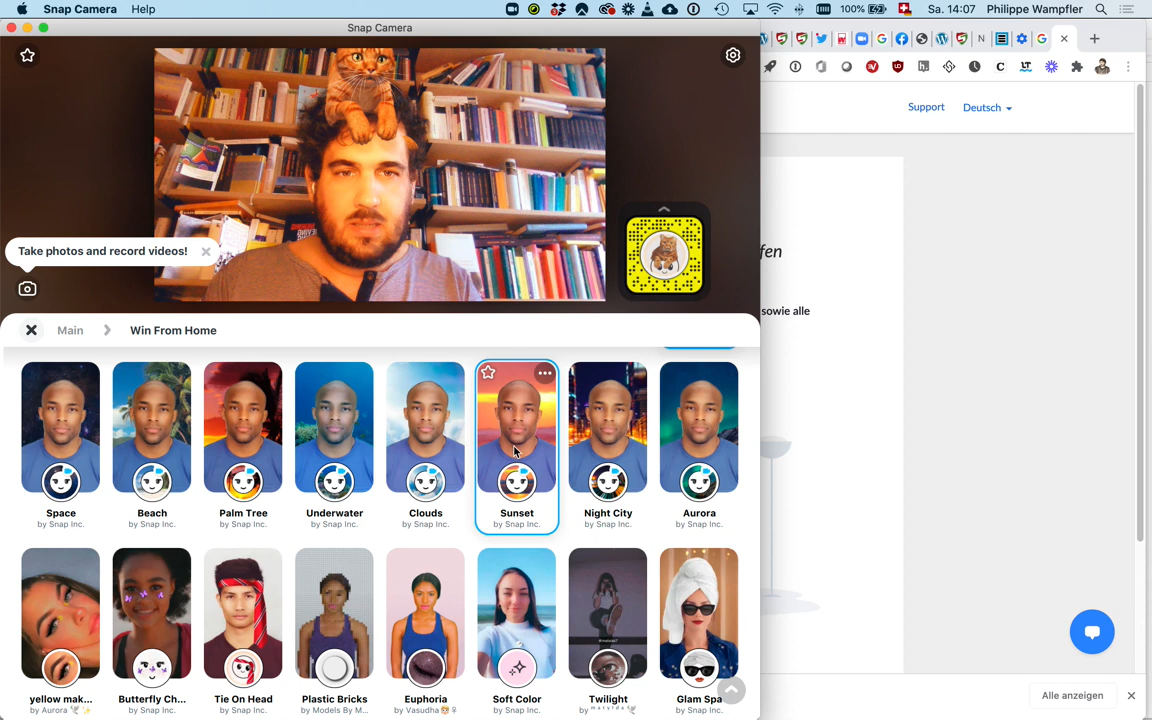 Snap Camera Help 100% Sa. 14:07 Philippe Wampfler
Snap Camera
Support Deutsch
fen
sowie alle
Take photos and record videos!
Main Win From Home
Space Beach Palm Tree Underwater Clouds Sunset Night City Aurora
by Snap Inc. by Snap Inc. by Snap Inc. by Snap Inc. by Snap Inc. by Snap Inc. by Snap Inc. by Snap Inc.
yellow mak... Butterfly Ch... Tie On Head Plastic Bricks Euphoria Soft Color Twilight Glam Spa
by Aurora by Snap Inc. by Snap Inc. by Models By M... by Vasudha by Snap Inc. by by Snap Inc.
Alle anzeigen